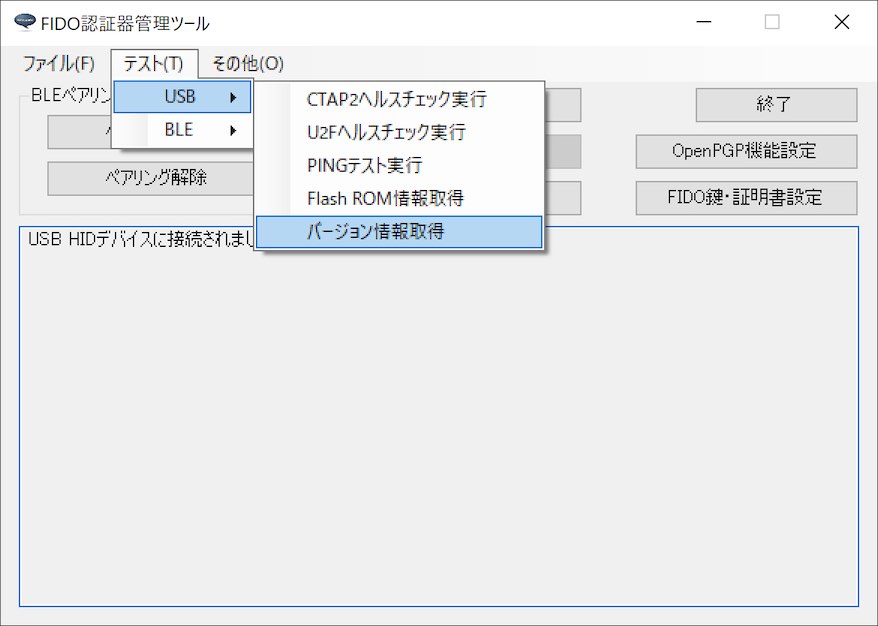 FIDO認証器管理ツール
ファイル(F) テスト(T) その他(O)
BLEペアリン
USB
BLE
CTAP2ヘルスチェック実行
U2Fヘルスチェック実行
PINGテスト実行
Flash ROM情報取得
バージョン情報取得
ペアリング解除
終了
OpenPGP機能設定
FIDO鍵・証明書設定
USB HIDデバイスに接続されまし